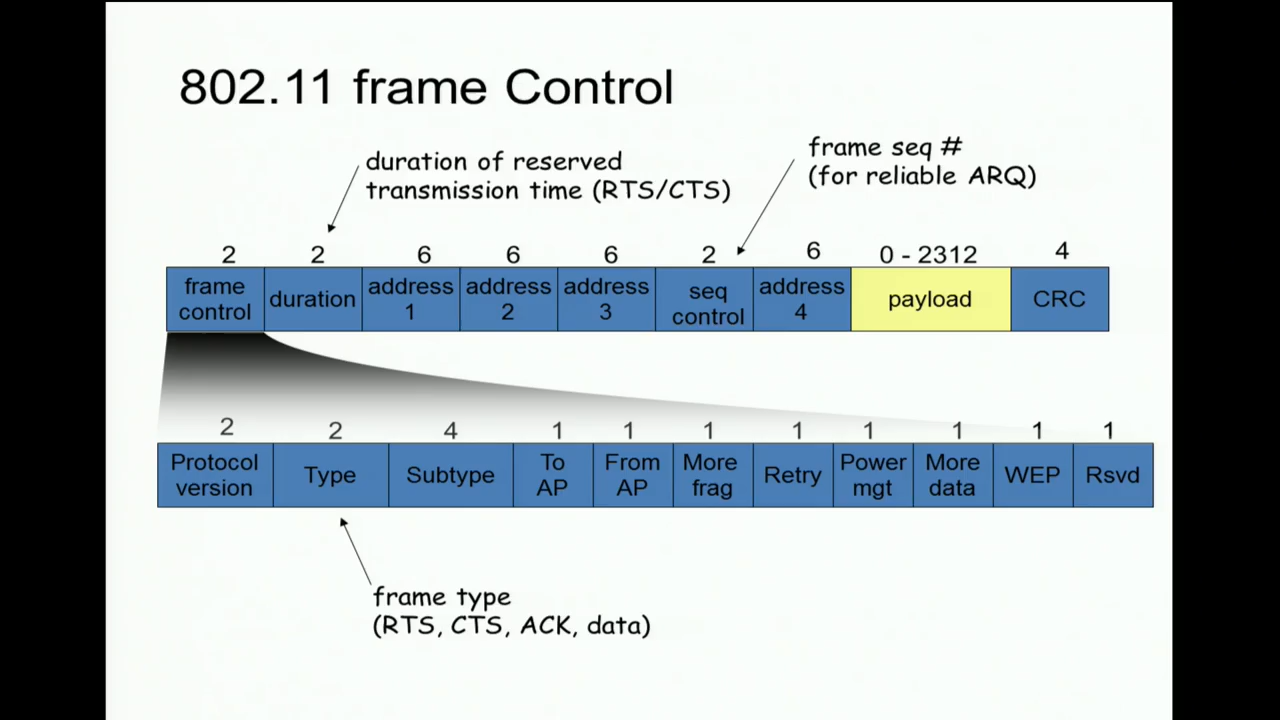 802.11 frame Control
duration of reserved
transmission time (RTS/CTS)
frame seq #
(for reliable ARQ)
2 2 6 6 6 2 6 0 - 2312 4
frame
control
duration
address
1
address
2
address
3
seq
control
address
4
payload
CRC
2 2 4 1 1 1 1 1 1 1 1
Protocol
version
Type
Subtype
To
AP
From
AP
More
frag
Retry
Power
mgt
More
data
WEP
Rsvd
frame type
(RTS, CTS, ACK, data)